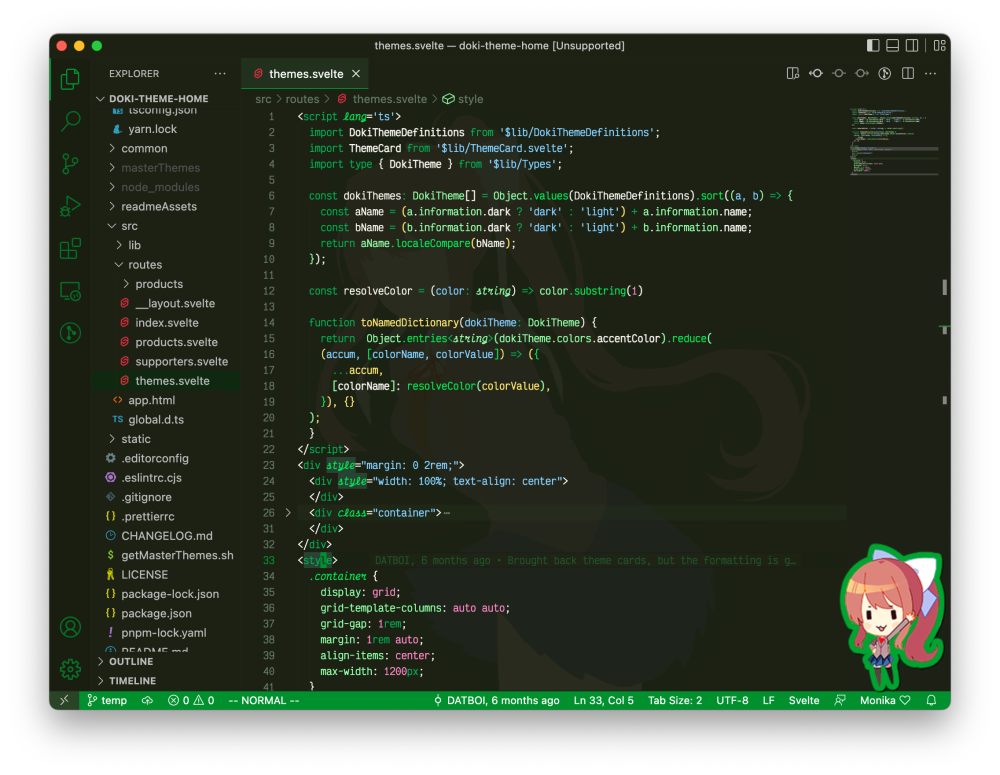 themes.svelte — doki-theme-home [Unsupported]
EXPLORER ···
DOKI-THEME-HOME
tsconfig.json
yarn.lock
common
masterThemes
node_modules
readmeAssets
src
lib
routes
products
__layout.svelte
index.svelte
products.svelte
supporters.svelte
themes.svelte
<> app.html
TS global.d.ts
static
.editorconfig
.eslintrc.cjs
.gitignore
{} .prettierrc
CHANGELOG.md
$ getMasterThemes.sh
LICENSE
{} package-lock.json
{} package.json
! pnpm-lock.yaml
README.md
OUTLINE
TIMELINE
themes.svelte ×
src > routes > themes.svelte > style
1 <script lang='ts'>
2 import DokiThemeDefinitions from '$lib/DokiThemeDefinitions';
3 import ThemeCard from '$lib/ThemeCard.svelte';
4 import type { DokiTheme } from '$lib/Types';
5
6 const dokiThemes: DokiTheme[] = Object.values(DokiThemeDefinitions).sort((a, b) => {
7 const aName = (a.information.dark ? 'dark' : 'light') + a.information.name;
8 const bName = (b.information.dark ? 'dark' : 'light') + b.information.name;
9 return aName.localeCompare(bName);
10 });
11
12 const resolveColor = (color: string) => color.substring(1)
13
14 function toNamedDictionary(dokiTheme: DokiTheme) {
15 return Object.entries<string>(dokiTheme.colors.accentColor).reduce(
16 (accum, [colorName, colorValue]) => ({
17 ...accum,
18 [colorName]: resolveColor(colorValue),
19 }), {}
20 );
21 }
22 </script>
23 <div style="margin: 0 2rem;">
24 <div style="width: 100%; text-align: center">
25 </div>
26 > <div class="container">⋯
31 </div>
32 </div>
33 <style> DATBOI, 6 months ago • Brought back theme cards, but the formatting is g…
34 .container {
35 display: grid;
36 grid-template-columns: auto auto;
37 grid-gap: 1rem;
38 margin: 1rem auto;
39 align-items: center;
40 max-width: 1200px;
41 }
temp 0 0 -- NORMAL -- DATBOI, 6 months ago Ln 33, Col 5 Tab Size: 2 UTF-8 LF Svelte Monika ♡